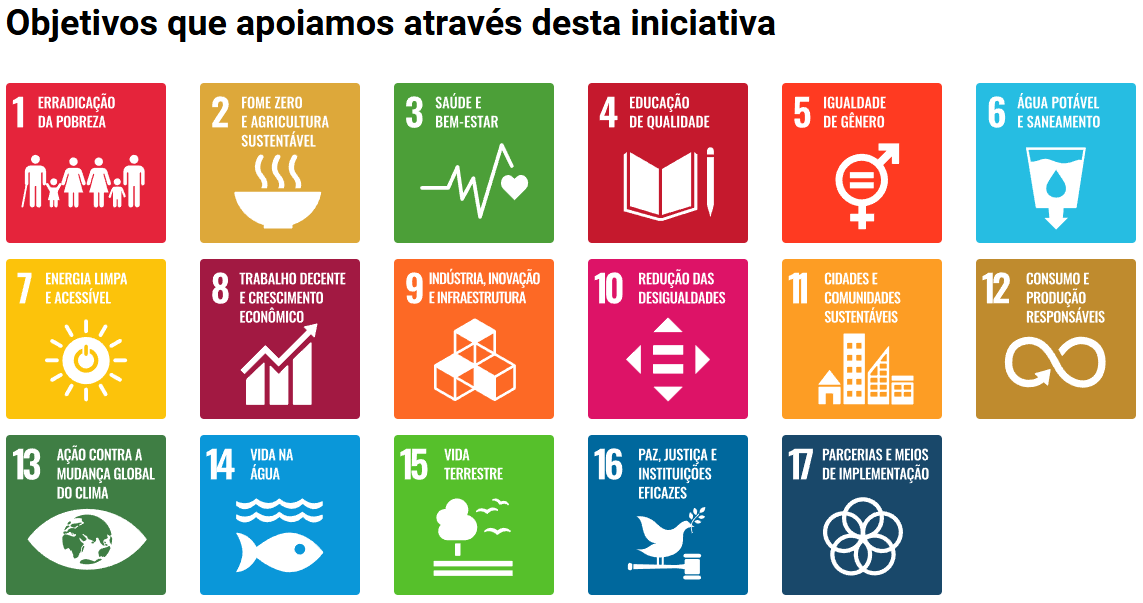 Objetivos que apoiamos através desta iniciativa
1 ERRADICAÇÃO
DA POBREZA
2 FOME ZERO
E AGRICULTURA
SUSTENTÁVEL
3 SAÚDE E
BEM-ESTAR
4 EDUCAÇÃO
DE QUALIDADE
5 IGUALDADE
DE GÊNERO
6 ÁGUA POTÁVEL
E SANEAMENTO
7 ENERGIA LIMPA
E ACESSÍVEL
8 TRABALHO DECENTE
E CRESCIMENTO
ECONÔMICO
9 INDÚSTRIA, INOVAÇÃO
E INFRAESTRUTURA
10 REDUÇÃO DAS
DESIGUALDADES
11 CIDADES E
COMUNIDADES
SUSTENTÁVEIS
12 CONSUMO E
PRODUÇÃO
RESPONSÁVEIS
13 AÇÃO CONTRA A
MUDANÇA GLOBAL
DO CLIMA
14 VIDA NA
ÁGUA
15 VIDA
TERRESTRE
16 PAZ, JUSTIÇA E
INSTITUIÇÕES
EFICAZES
17 PARCERIAS E MEIOS
DE IMPLEMENTAÇÃO